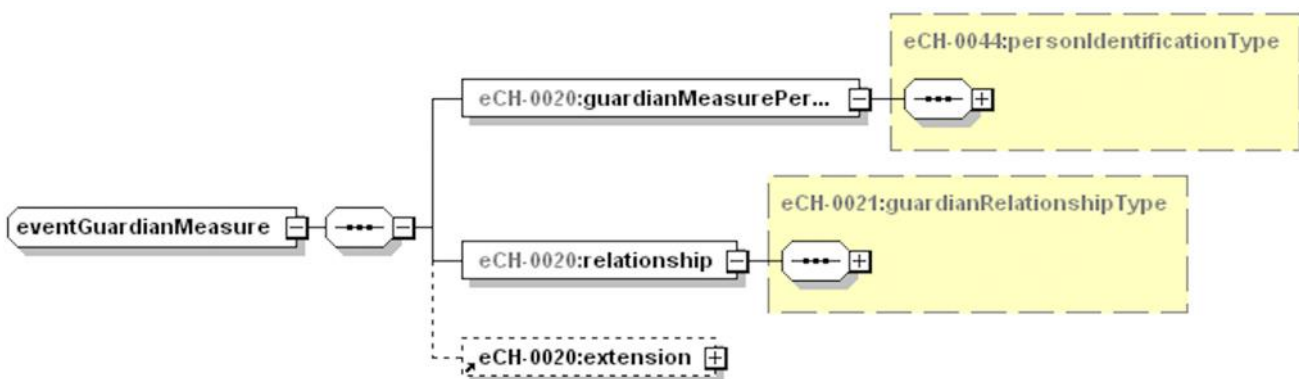 eCH-0044:personIdentificationType
eCH-0020:guardianMeasurePer...
eCH-0021:guardianRelationshipType
eventGuardianMeasure
eCH-0020:relationship
eCH-0020:extension